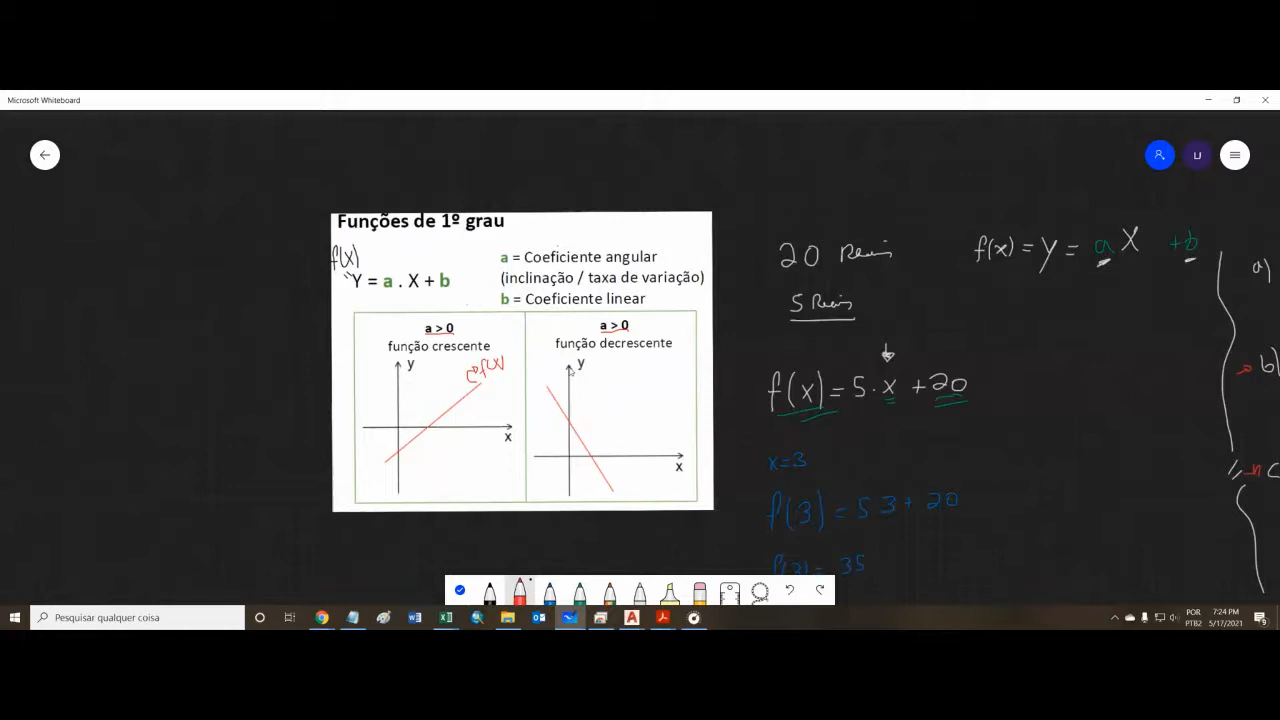 Microsoft Whiteboard
U
Funções de 1º grau
f(x)
Y = a . X + b
a = Coeficiente angular
(inclinação / taxa de variação)
b = Coeficiente linear
a > 0
função crescente
y
f(x)
x
a > 0
função decrescente
y
x
20 Reais
5 Reais
f(x) = y = a X + b
f(x) = 5 . x + 20
x = 3
f(3) = 5 3 + 20
f(3) = 35
a)
b)
c
Pesquisar qualquer coisa
POR
PTB2
7:24 PM
5/17/2021